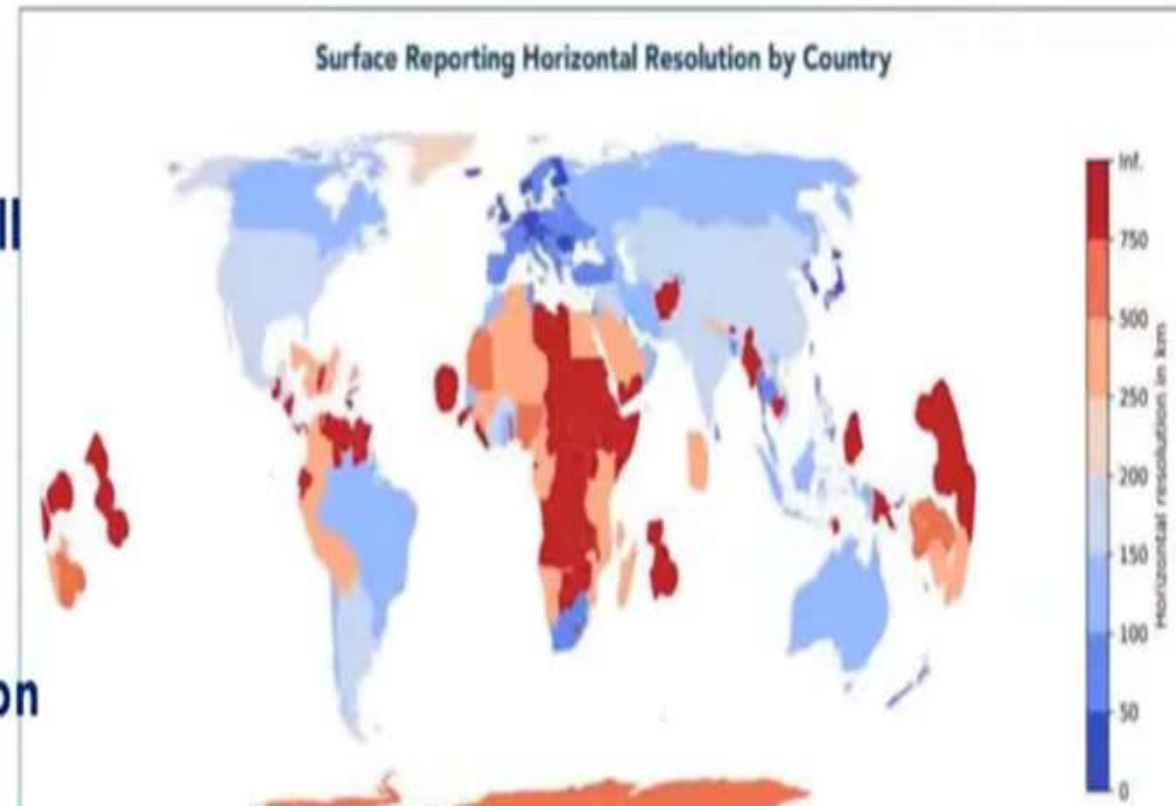 Surface Reporting Horizontal Resolution by Country
ll
on
Inf.
750
500
250
200
150
100
50
0
Horizontal resolution in km